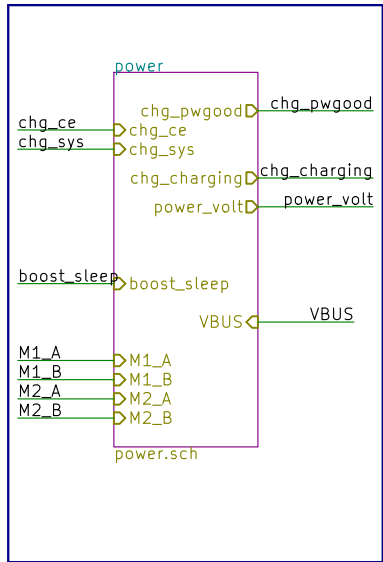 power
chg_pwgood chg_pwgood
chg_ce chg_ce
chg_sys chg_sys
chg_charging chg_charging
power_volt power_volt
boost_sleep boost_sleep
VBUS VBUS
M1_A M1_A
M1_B M1_B
M2_A M2_A
M2_B M2_B
power.sch